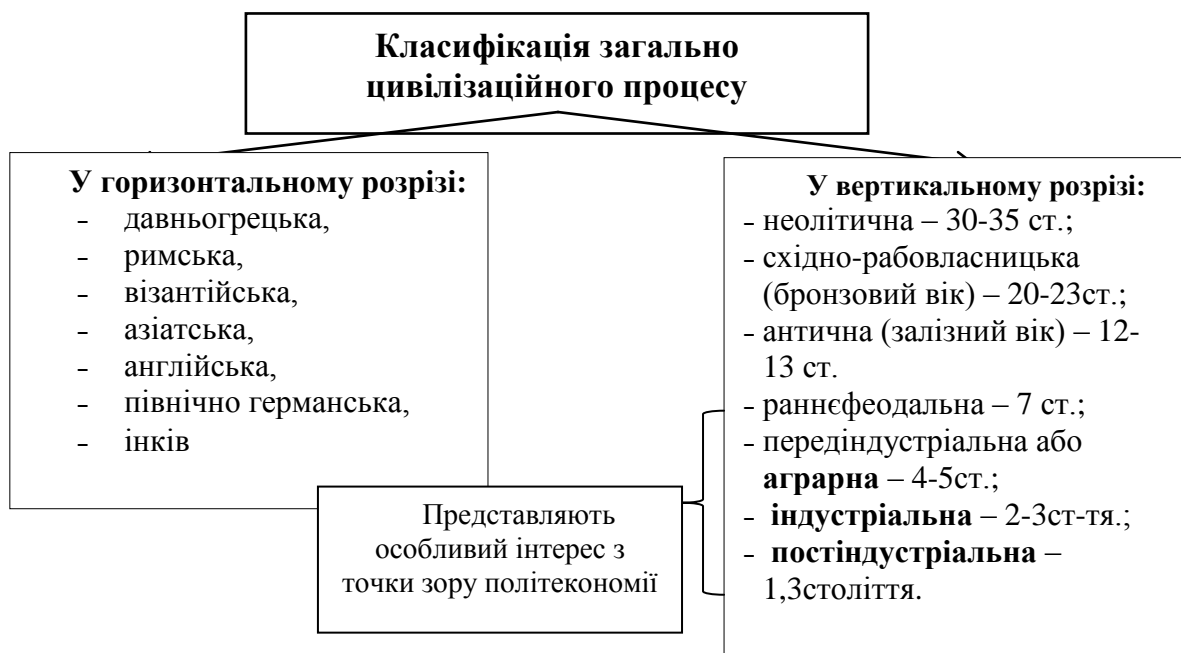 Класифікація загально
цивілізаційного процесу
У горизонтальному розрізі:
- давньогрецька,
- римська,
- візантійська,
- азіатська,
- англійська,
- північно германська,
- інків
Представляють
особливий інтерес з
точки зору політекономії
У вертикальному розрізі:
- неолітична – 30-35 ст.;
- східно-рабовласницька
(бронзовий вік) – 20-23ст.;
- антична (залізний вік) – 12-
13 ст.
- раннєфеодальна – 7 ст.;
- передіндустріальна або
аграрна – 4-5ст.;
- індустріальна – 2-3ст-тя.;
- постіндустріальна –
1,3століття.